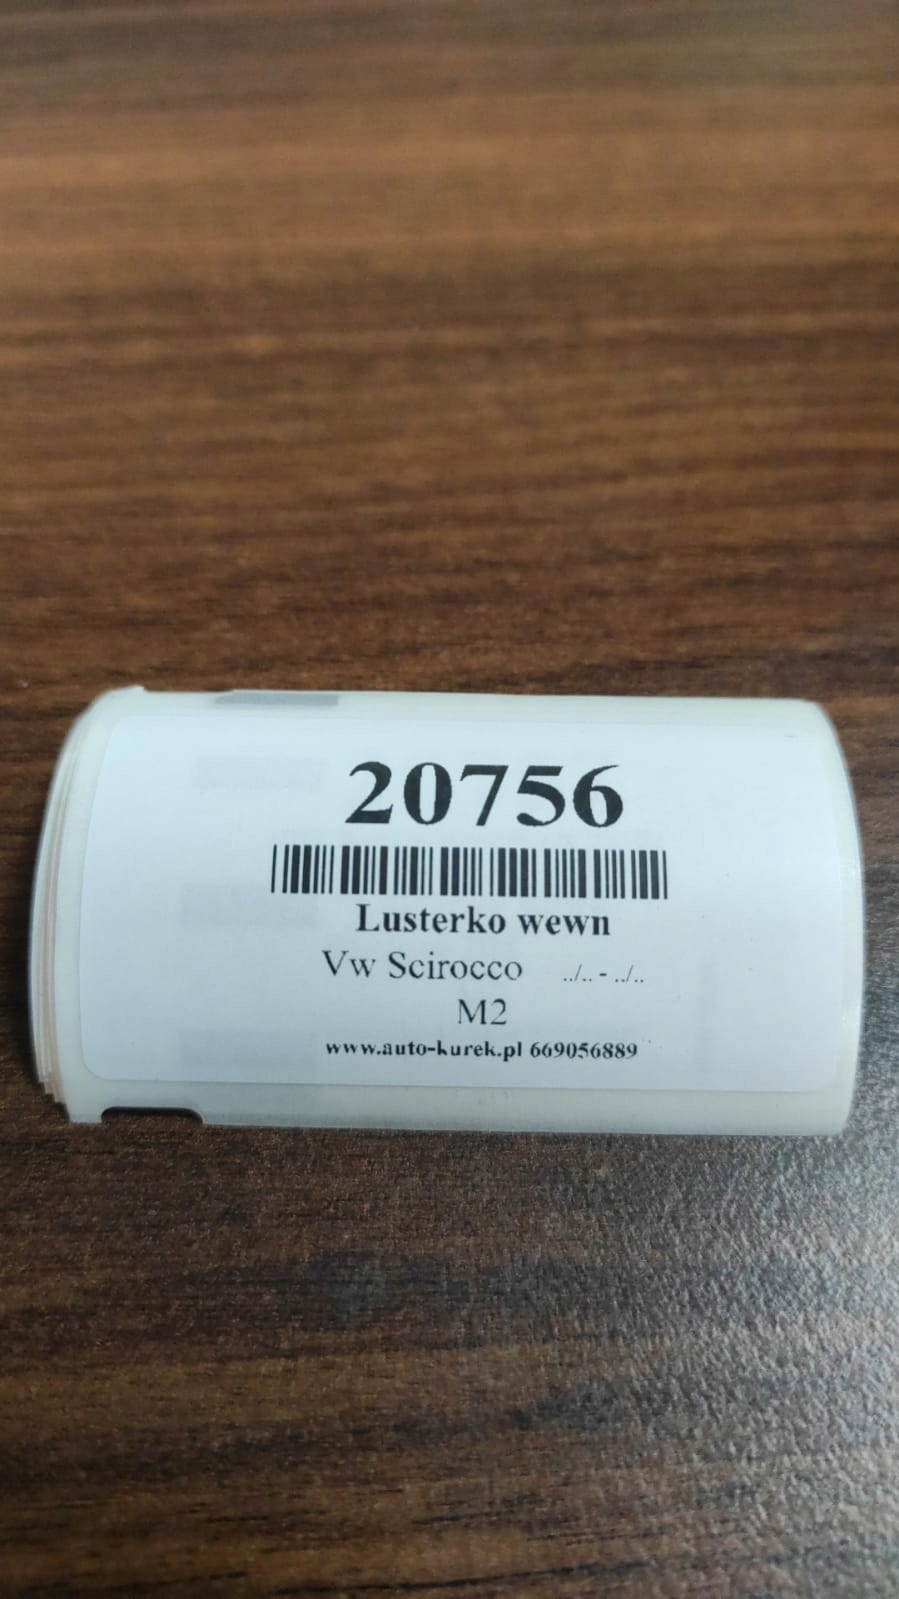 20756
Lusterko wewn
Vw Scirocco ../.. - ../..
M2
www.auto-kurek.pl 669056889